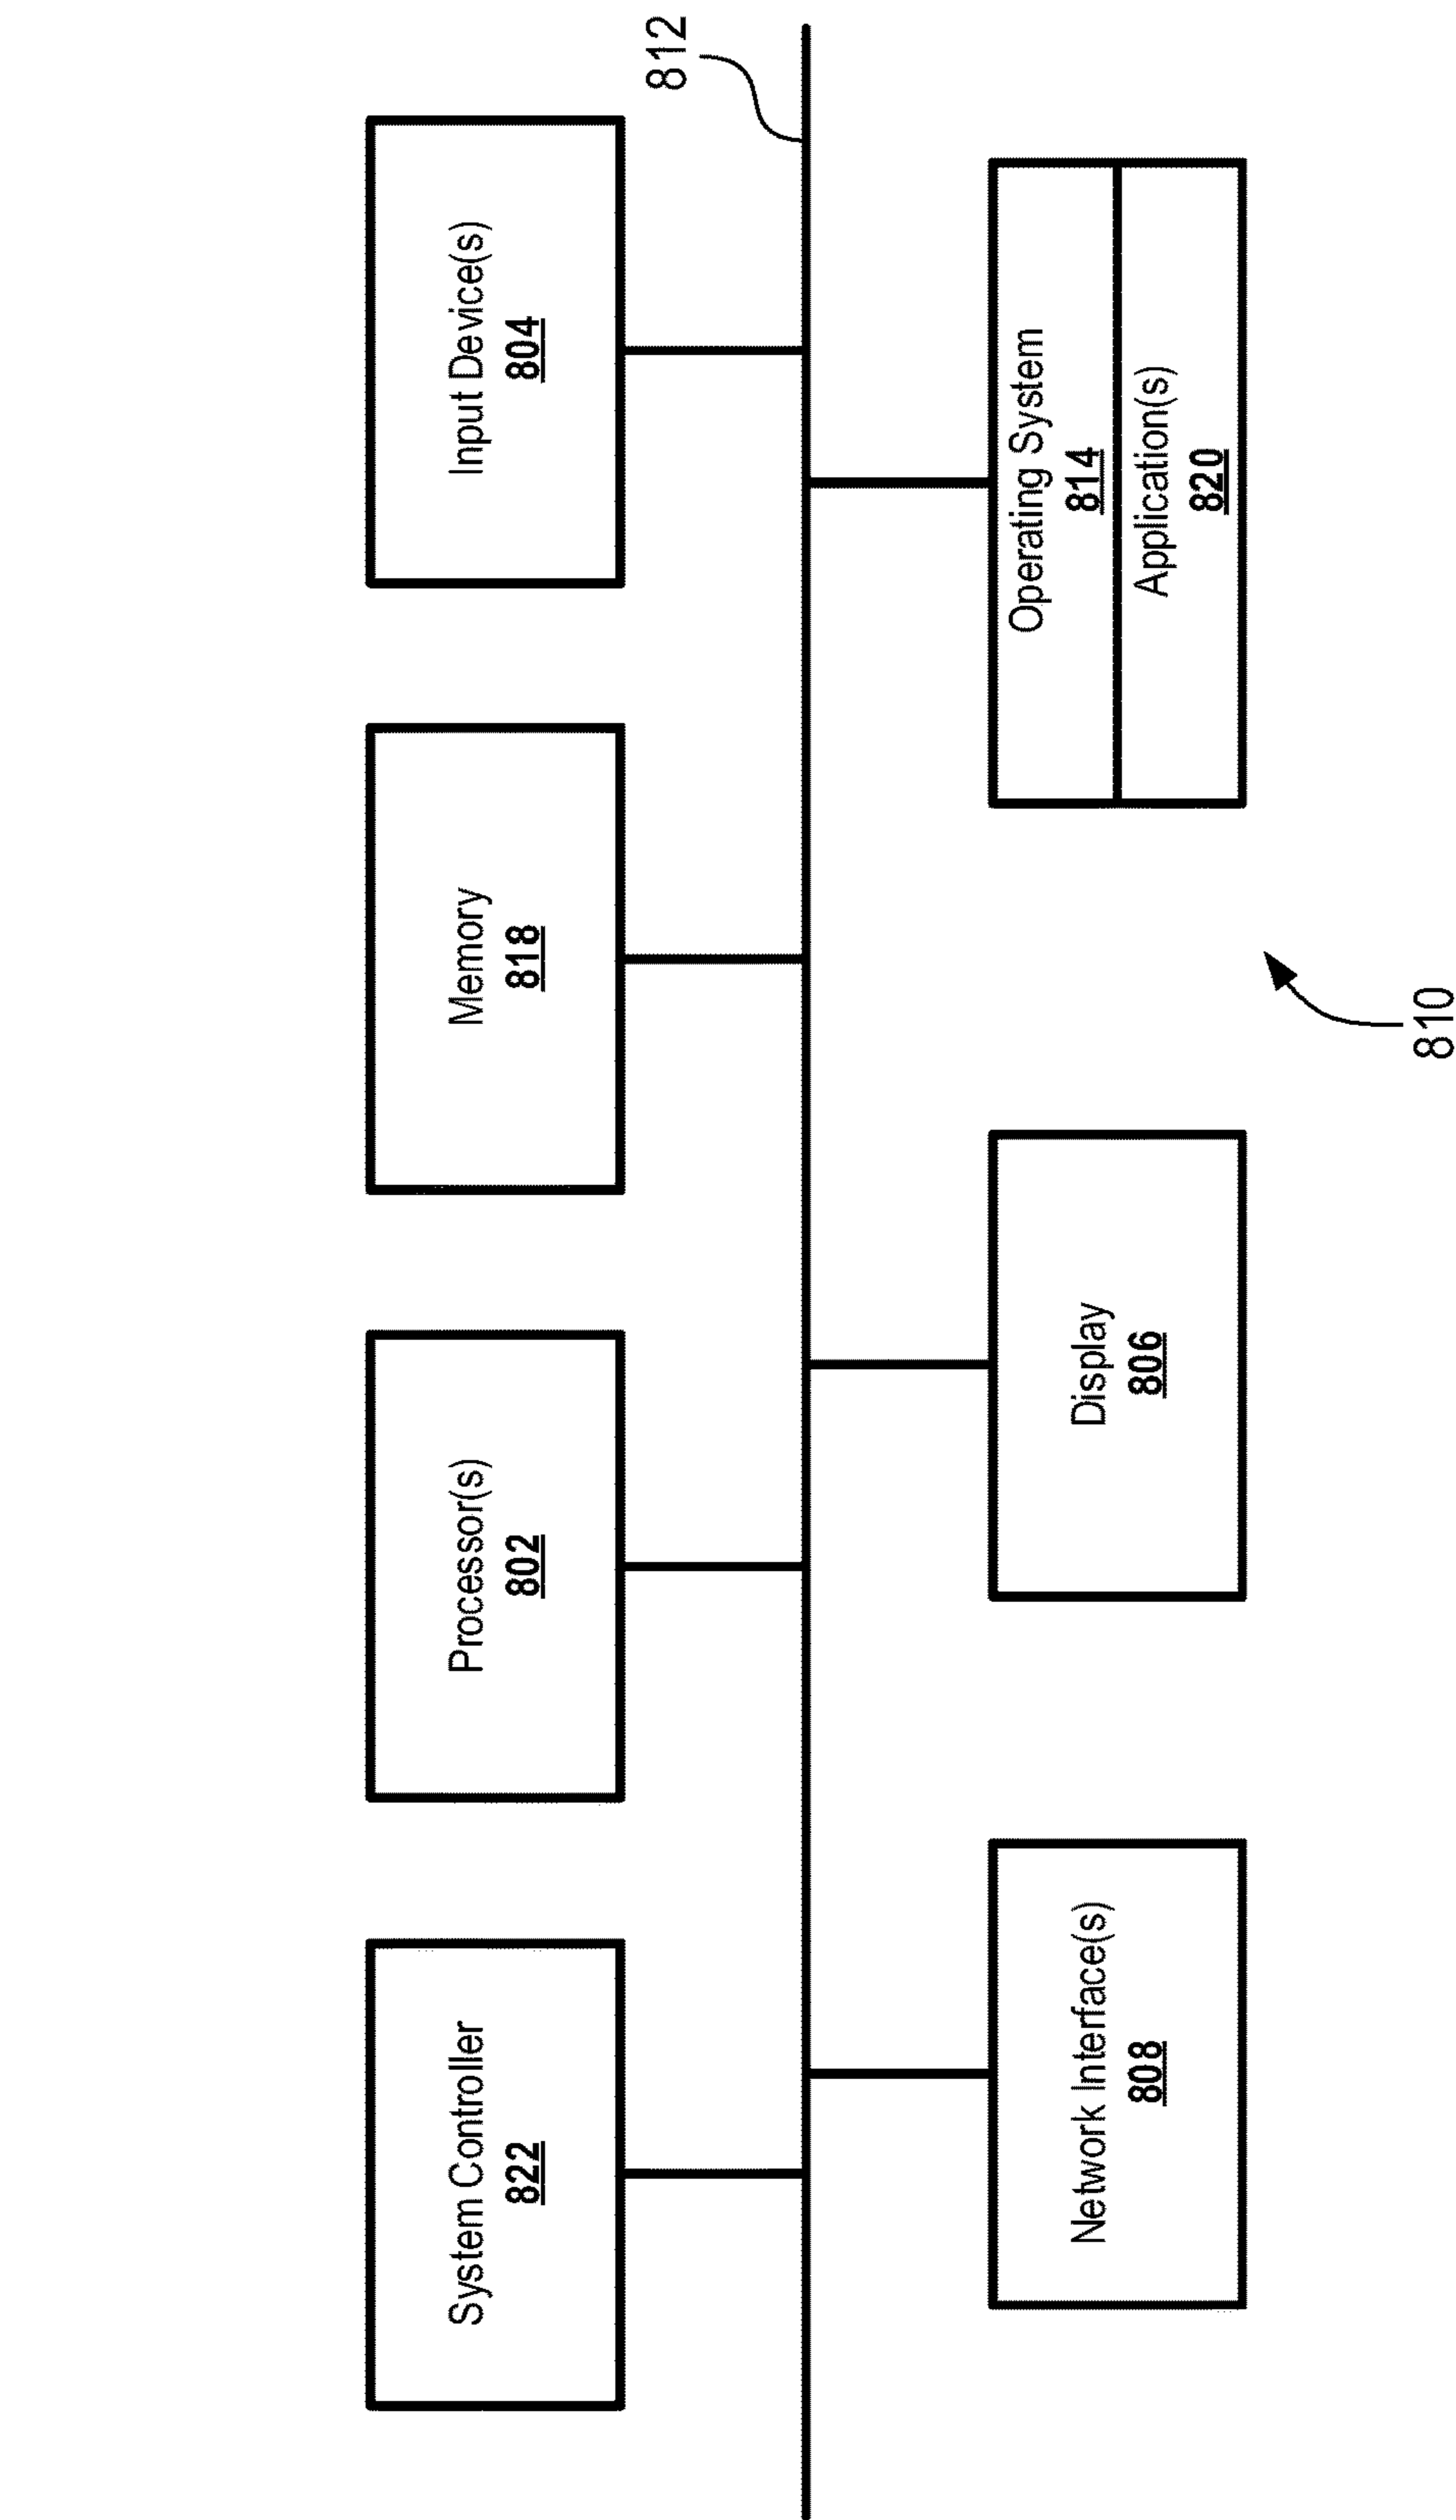 System Controller
822
Processor(s)
802
Memory
818
Input Device(s)
804
812
Network Interface(s)
808
Display
806
Operating System
814
Application(s)
820
810